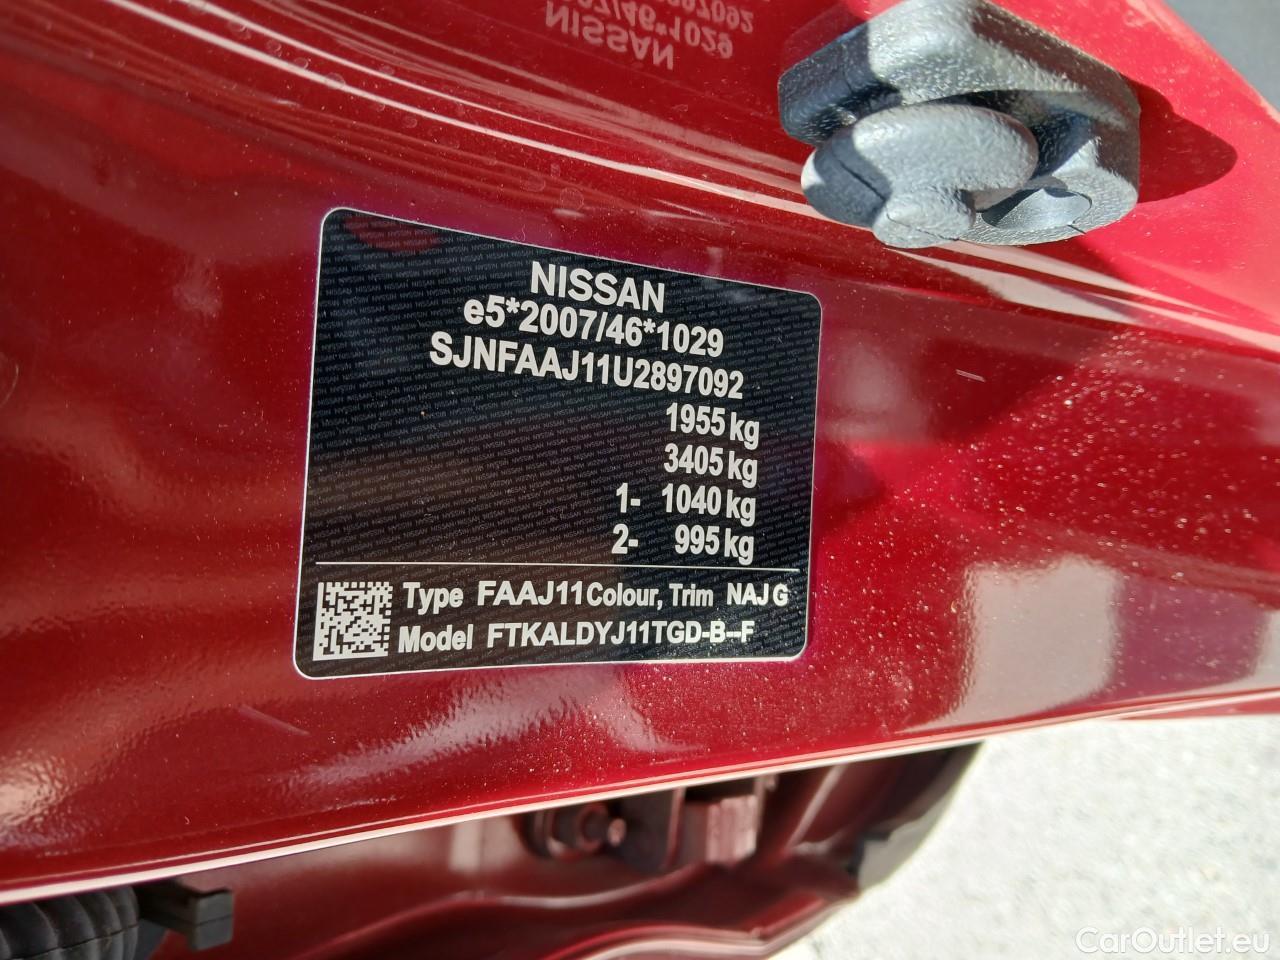 NISSAN
e5*2007/46*1029
SJNFAAJ11U2897092
1955 kg
3405 kg
1- 1040 kg
2- 995 kg
Type FAAJ11 Colour, Trim NAJ G
Model FTKALDYJ11TGD-B--F
CarOutlet.eu